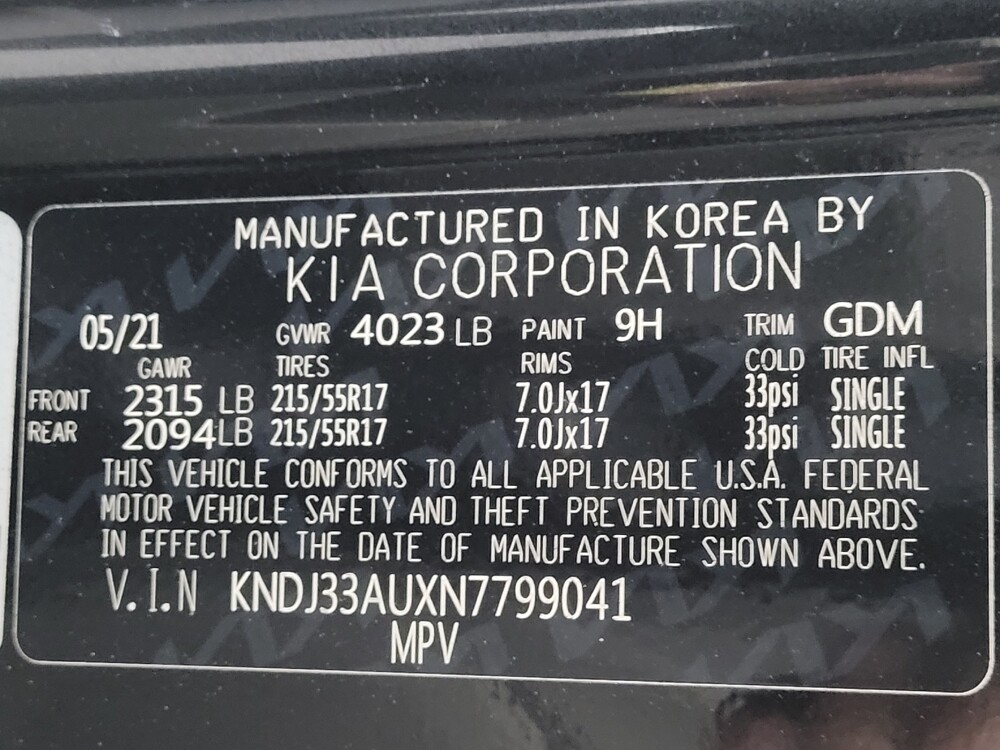 MANUFACTURED IN KOREA BY
KIA CORPORATION
05/21 GVWR 4023 LB PAINT 9H TRIM GDM
GAWR TIRES RIMS COLD TIRE INFL
FRONT 2315 LB 215/55R17 7.0Jx17 33psi SINGLE
REAR 2094LB 215/55R17 7.0Jx17 33psi SINGLE
THIS VEHICLE CONFORMS TO ALL APPLICABLE U.S.A. FEDERAL
MOTOR VEHICLE SAFETY AND THEFT PREVENTION STANDARDS
IN EFFECT ON THE DATE OF MANUFACTURE SHOWN ABOVE.
V.I.N KNDJ33AUXN7799041
MPV